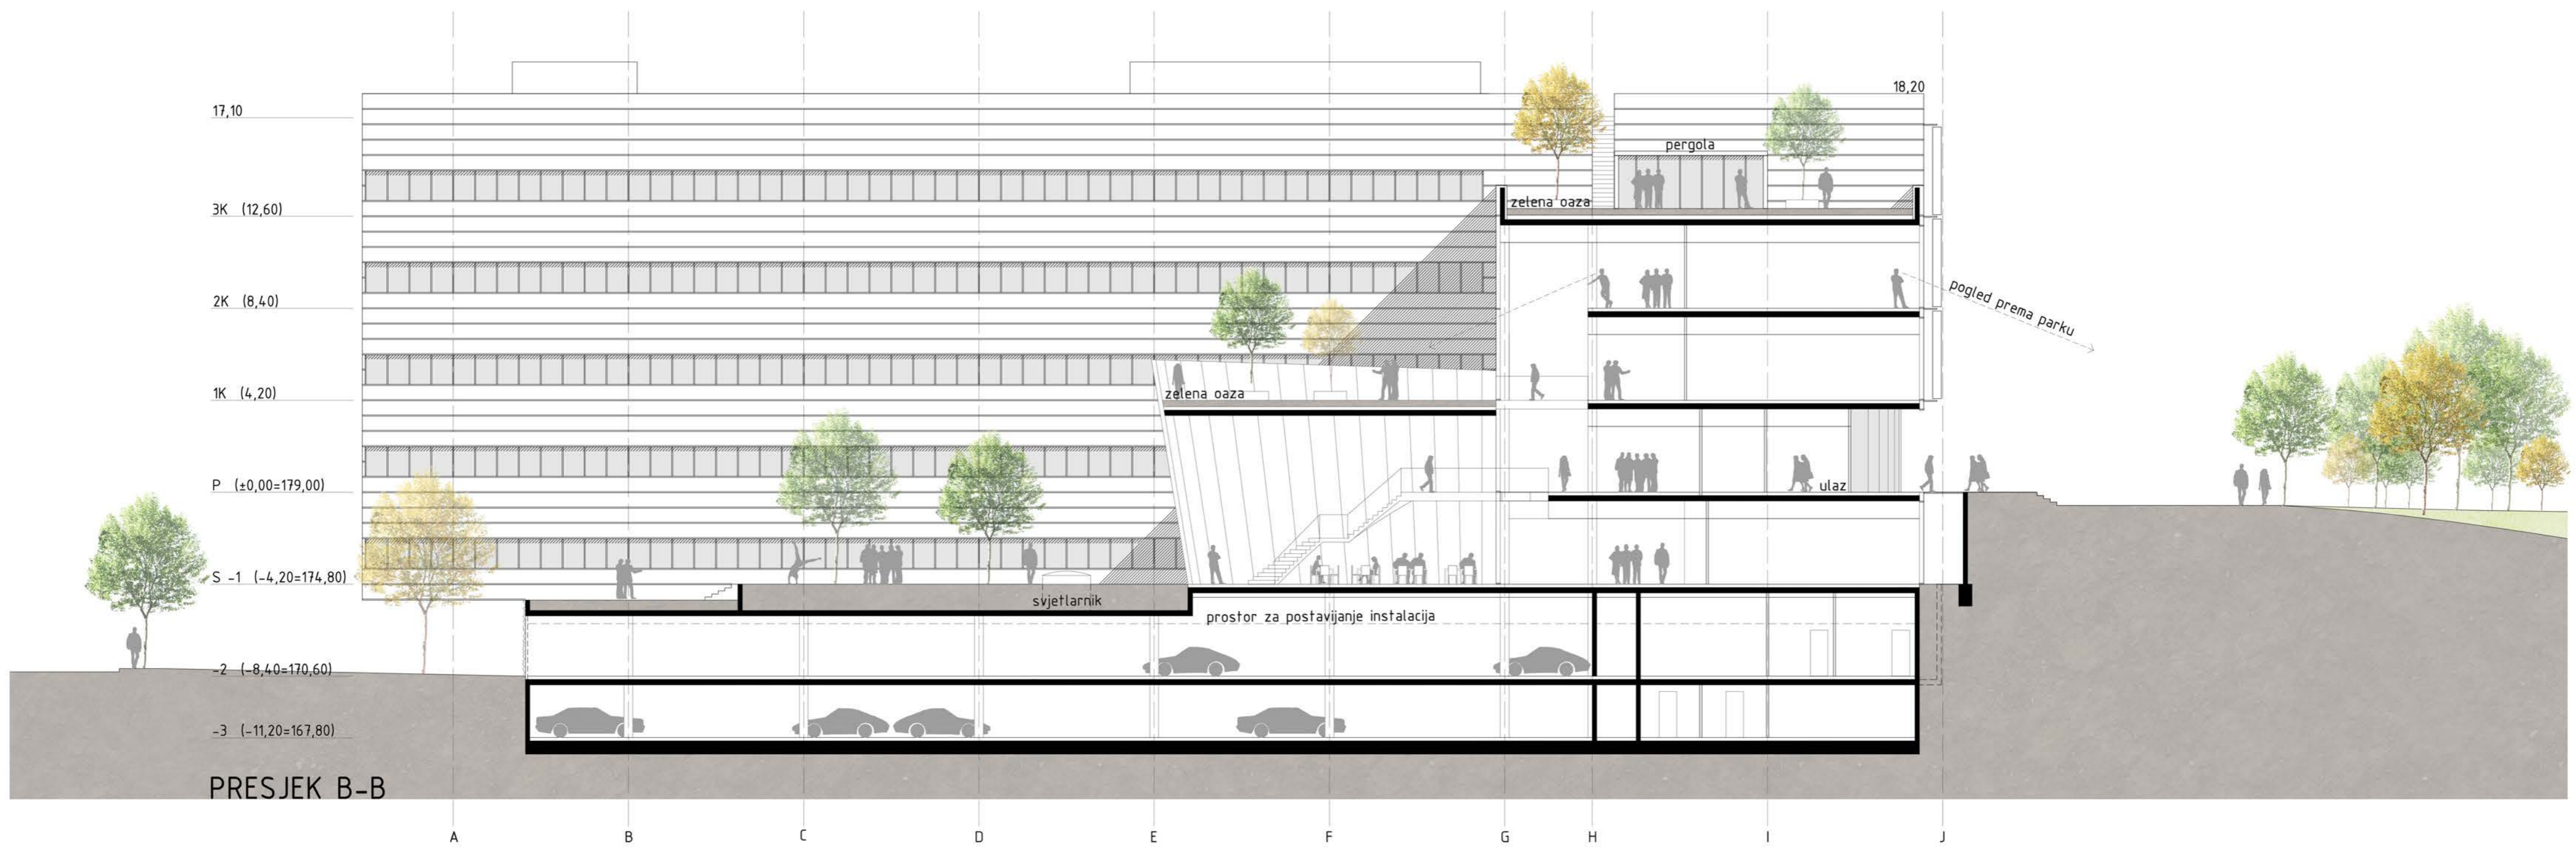 18,20
17,10
pergola
3K (12,60)
zelena oaza
2K (8,40)
pogled prema parku
1K (4,20)
zelena oaza
P (±0,00=179,00)
ulaz
S -1 (-4,20=174,80)
svjetlarnik
prostor za postavijanje instalacija
-2 (-8,40=170,60)
-3 (-11,20=167,80)
PRESJEK B-B
A B C D E F G H I J